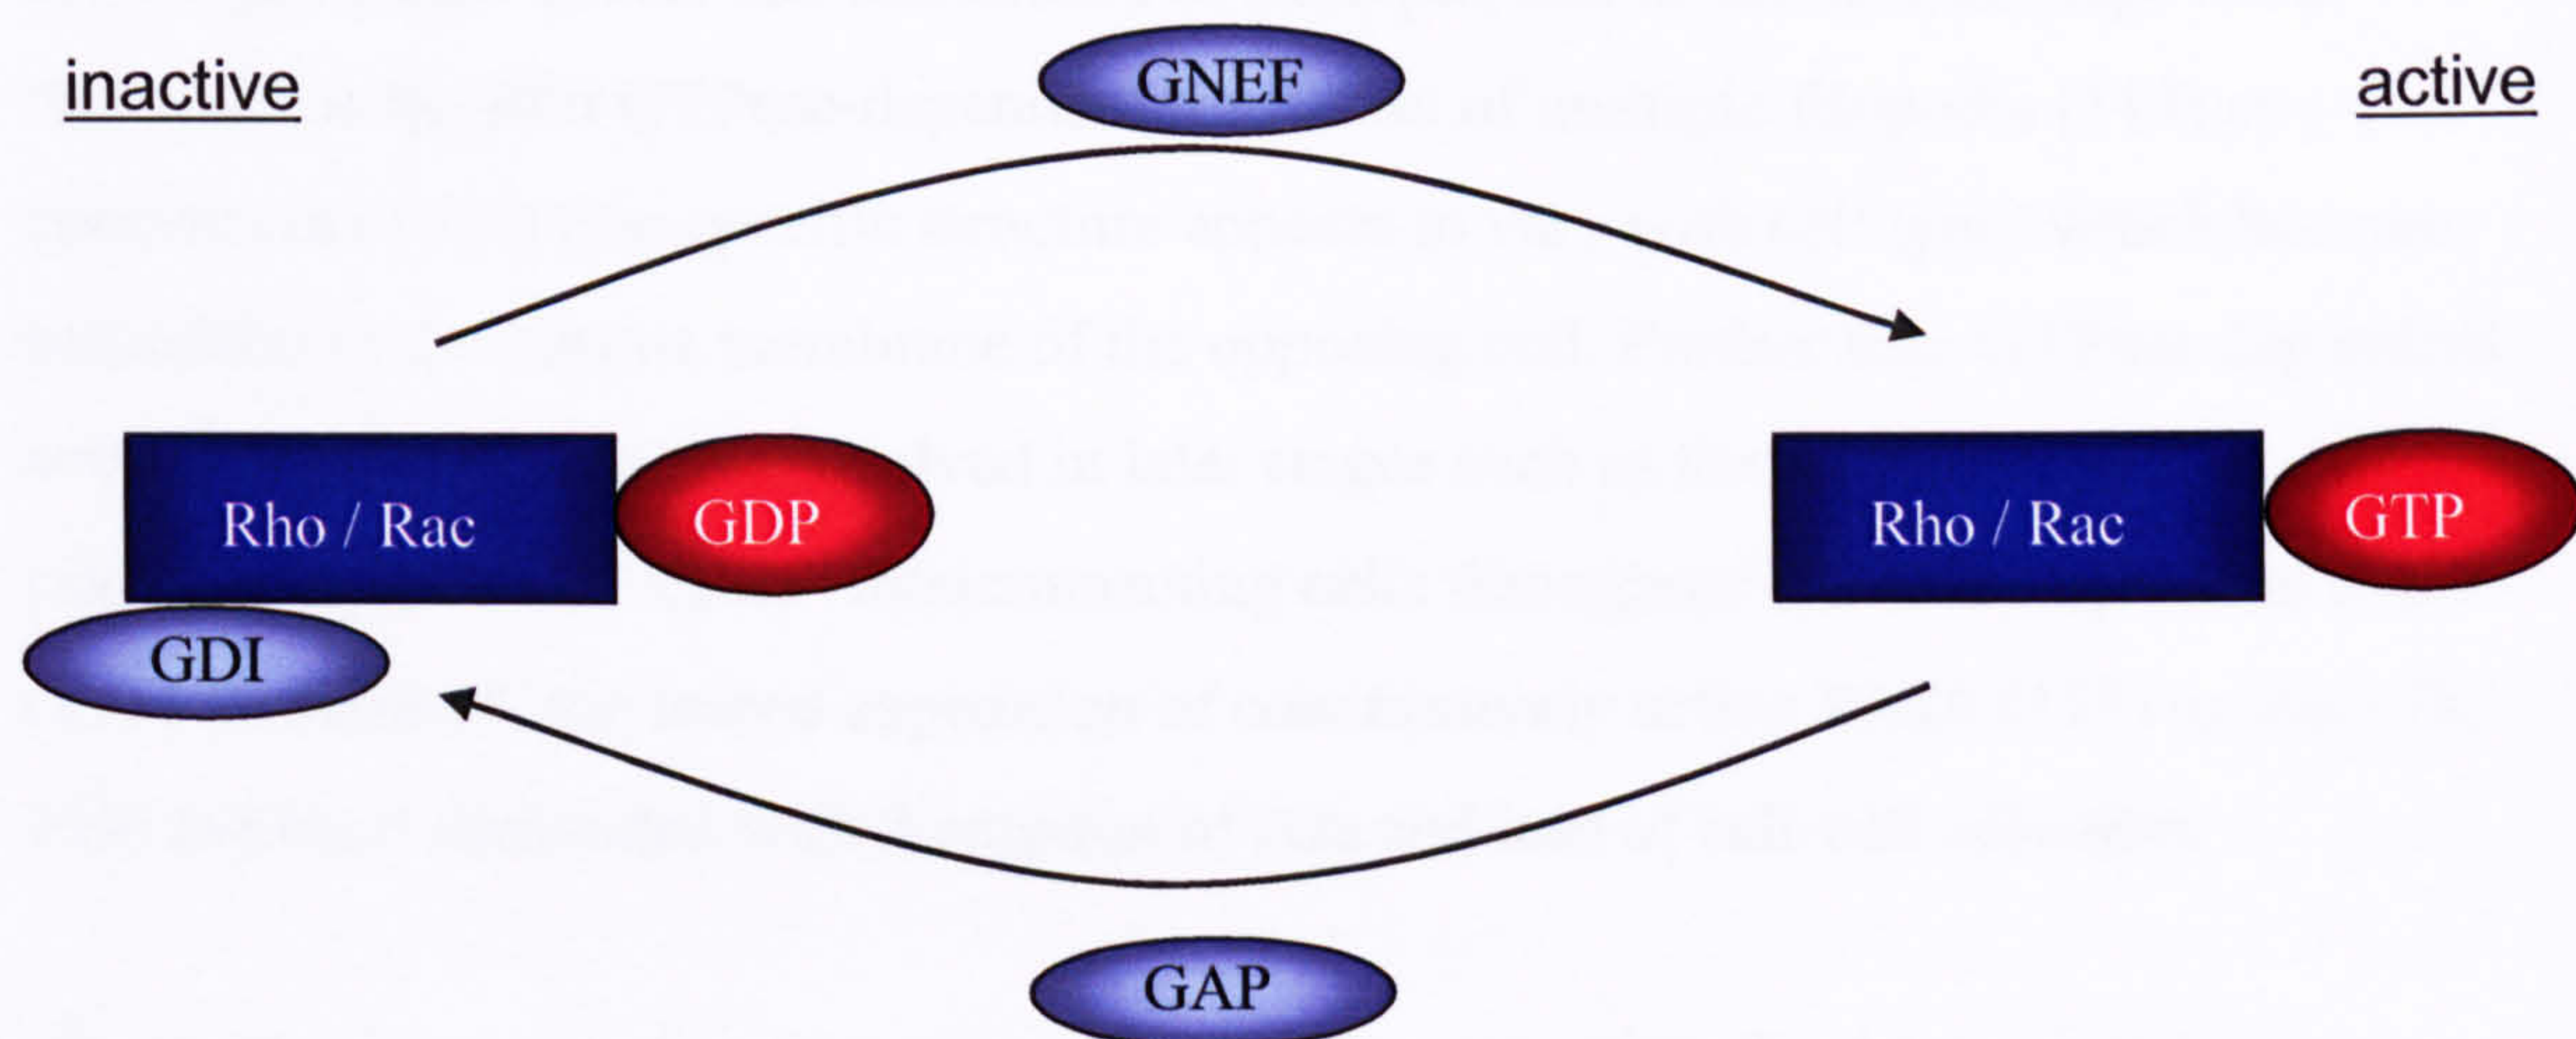 GNEF
inactive
active
Rho / Rac
GDP
Rho / Rac
GTP
GDI
GAP